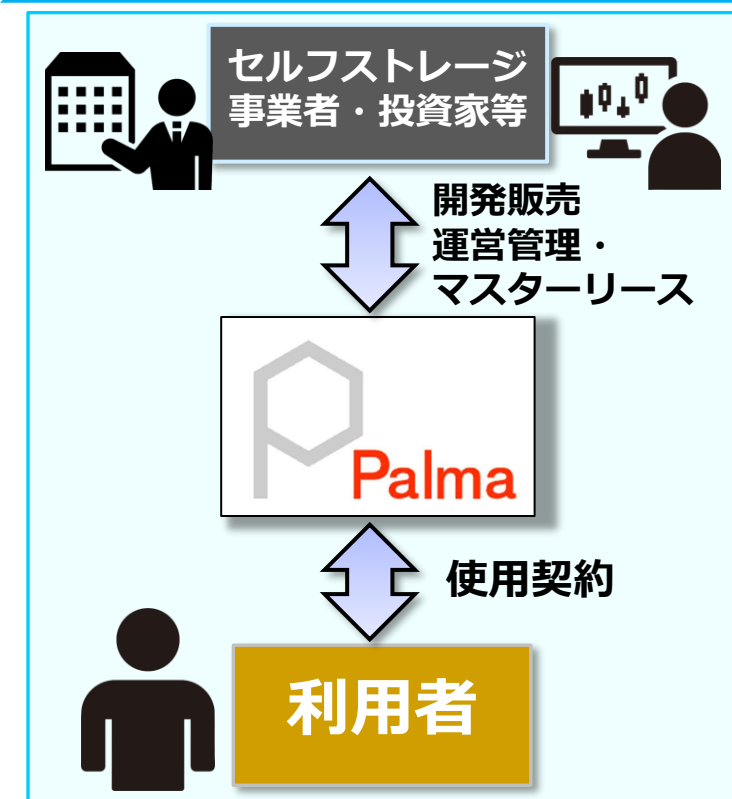 セルフストレージ
事業者・投資家等
開発販売
運営管理・
マスターリース
Palma
使用契約
利用者